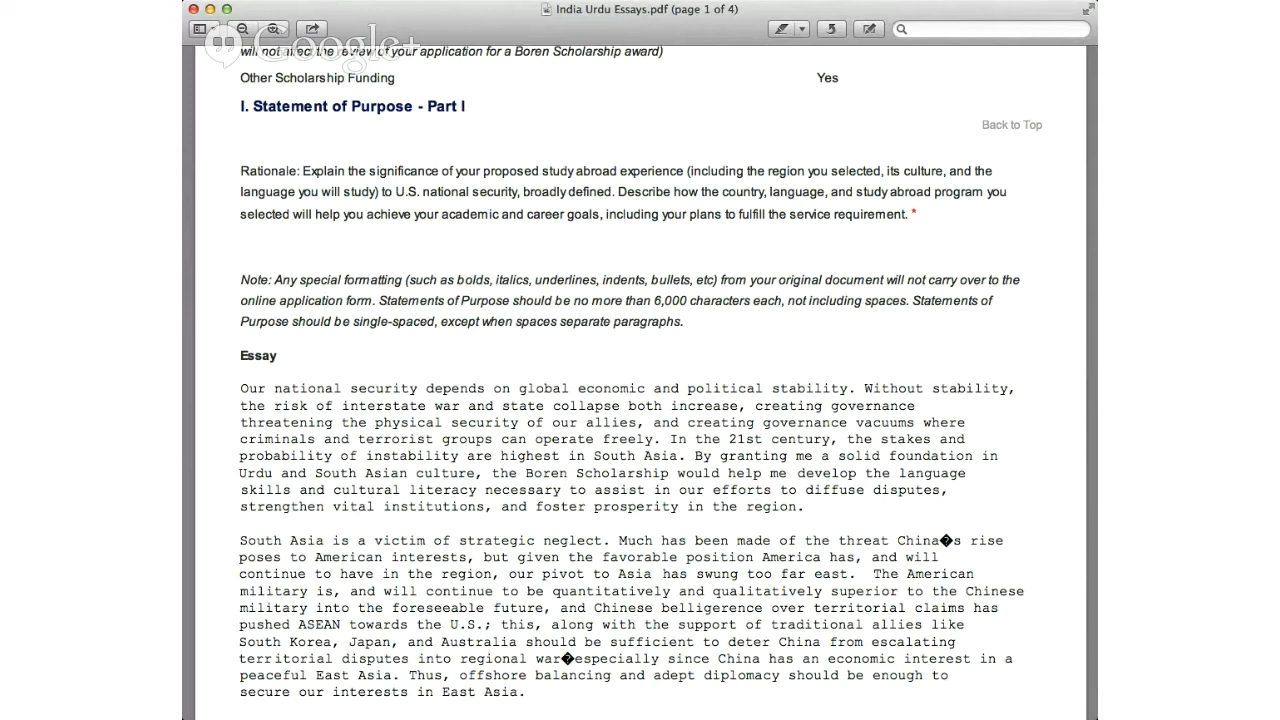 India Urdu Essays.pdf (page 1 of 4)
Google+
will not affect the review of your application for a Boren Scholarship award)
Other Scholarship Funding Yes
I. Statement of Purpose - Part I
Back to Top
Rationale: Explain the significance of your proposed study abroad experience (including the region you selected, its culture, and the
language you will study) to U.S. national security, broadly defined. Describe how the country, language, and study abroad program you
selected will help you achieve your academic and career goals, including your plans to fulfill the service requirement. *
Note: Any special formatting (such as bolds, italics, underlines, indents, bullets, etc) from your original document will not carry over to the
online application form. Statements of Purpose should be no more than 6,000 characters each, not including spaces. Statements of
Purpose should be single-spaced, except when spaces separate paragraphs.
Essay
Our national security depends on global economic and political stability. Without stability,
the risk of interstate war and state collapse both increase, creating governance
threatening the physical security of our allies, and creating governance vacuums where
criminals and terrorist groups can operate freely. In the 21st century, the stakes and
probability of instability are highest in South Asia. By granting me a solid foundation in
Urdu and South Asian culture, the Boren Scholarship would help me develop the language
skills and cultural literacy necessary to assist in our efforts to diffuse disputes,
strengthen vital institutions, and foster prosperity in the region.
South Asia is a victim of strategic neglect. Much has been made of the threat China�s rise
poses to American interests, but given the favorable position America has, and will
continue to have in the region, our pivot to Asia has swung too far east. The American
military is, and will continue to be quantitatively and qualitatively superior to the Chinese
military into the foreseeable future, and Chinese belligerence over territorial claims has
pushed ASEAN towards the U.S.; this, along with the support of traditional allies like
South Korea, Japan, and Australia should be sufficient to deter China from escalating
territorial disputes into regional war�especially since China has an economic interest in a
peaceful East Asia. Thus, offshore balancing and adept diplomacy should be enough to
secure our interests in East Asia.